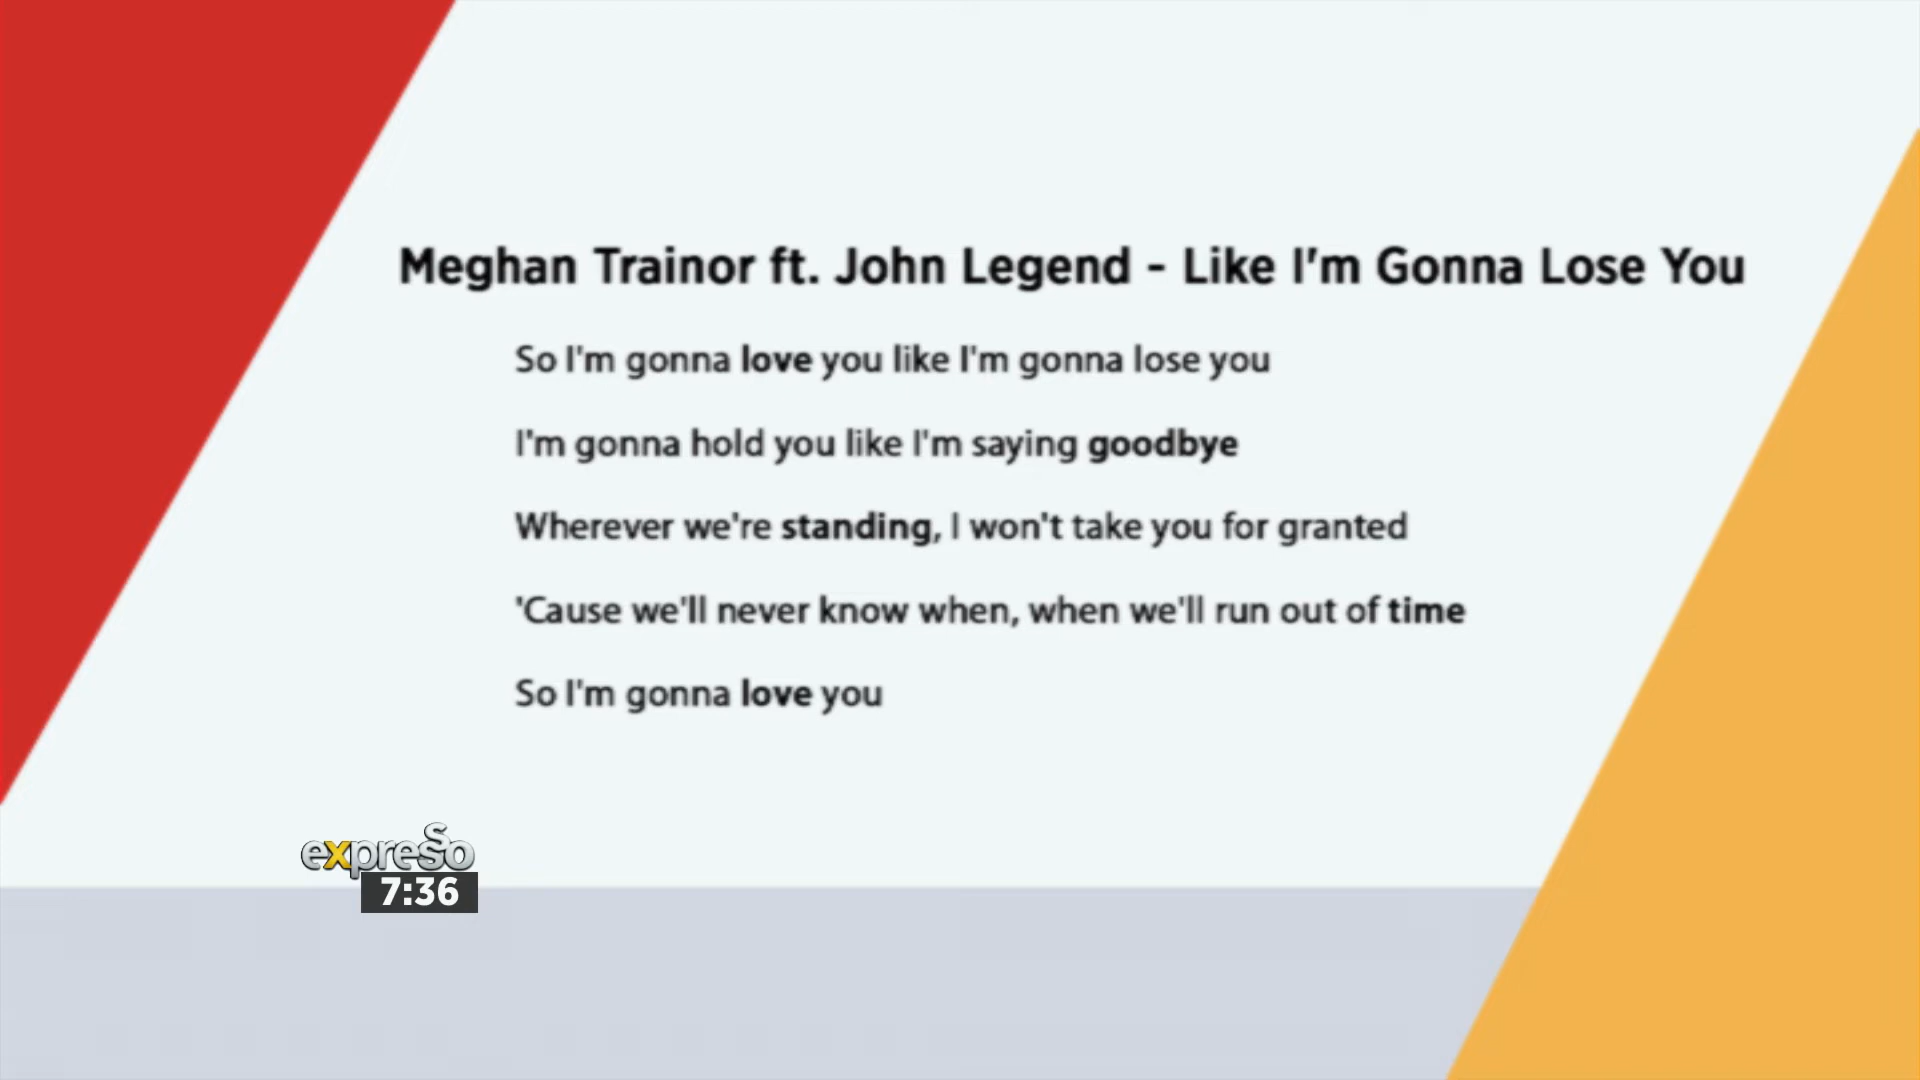 Meghan Trainor ft. John Legend - Like I'm Gonna Lose You
So I'm gonna love you like I'm gonna lose you
I'm gonna hold you like I'm saying goodbye
Wherever we're standing, I won't take you for granted
'Cause we'll never know when, when we'll run out of time
So I'm gonna love you
expresso
7:36